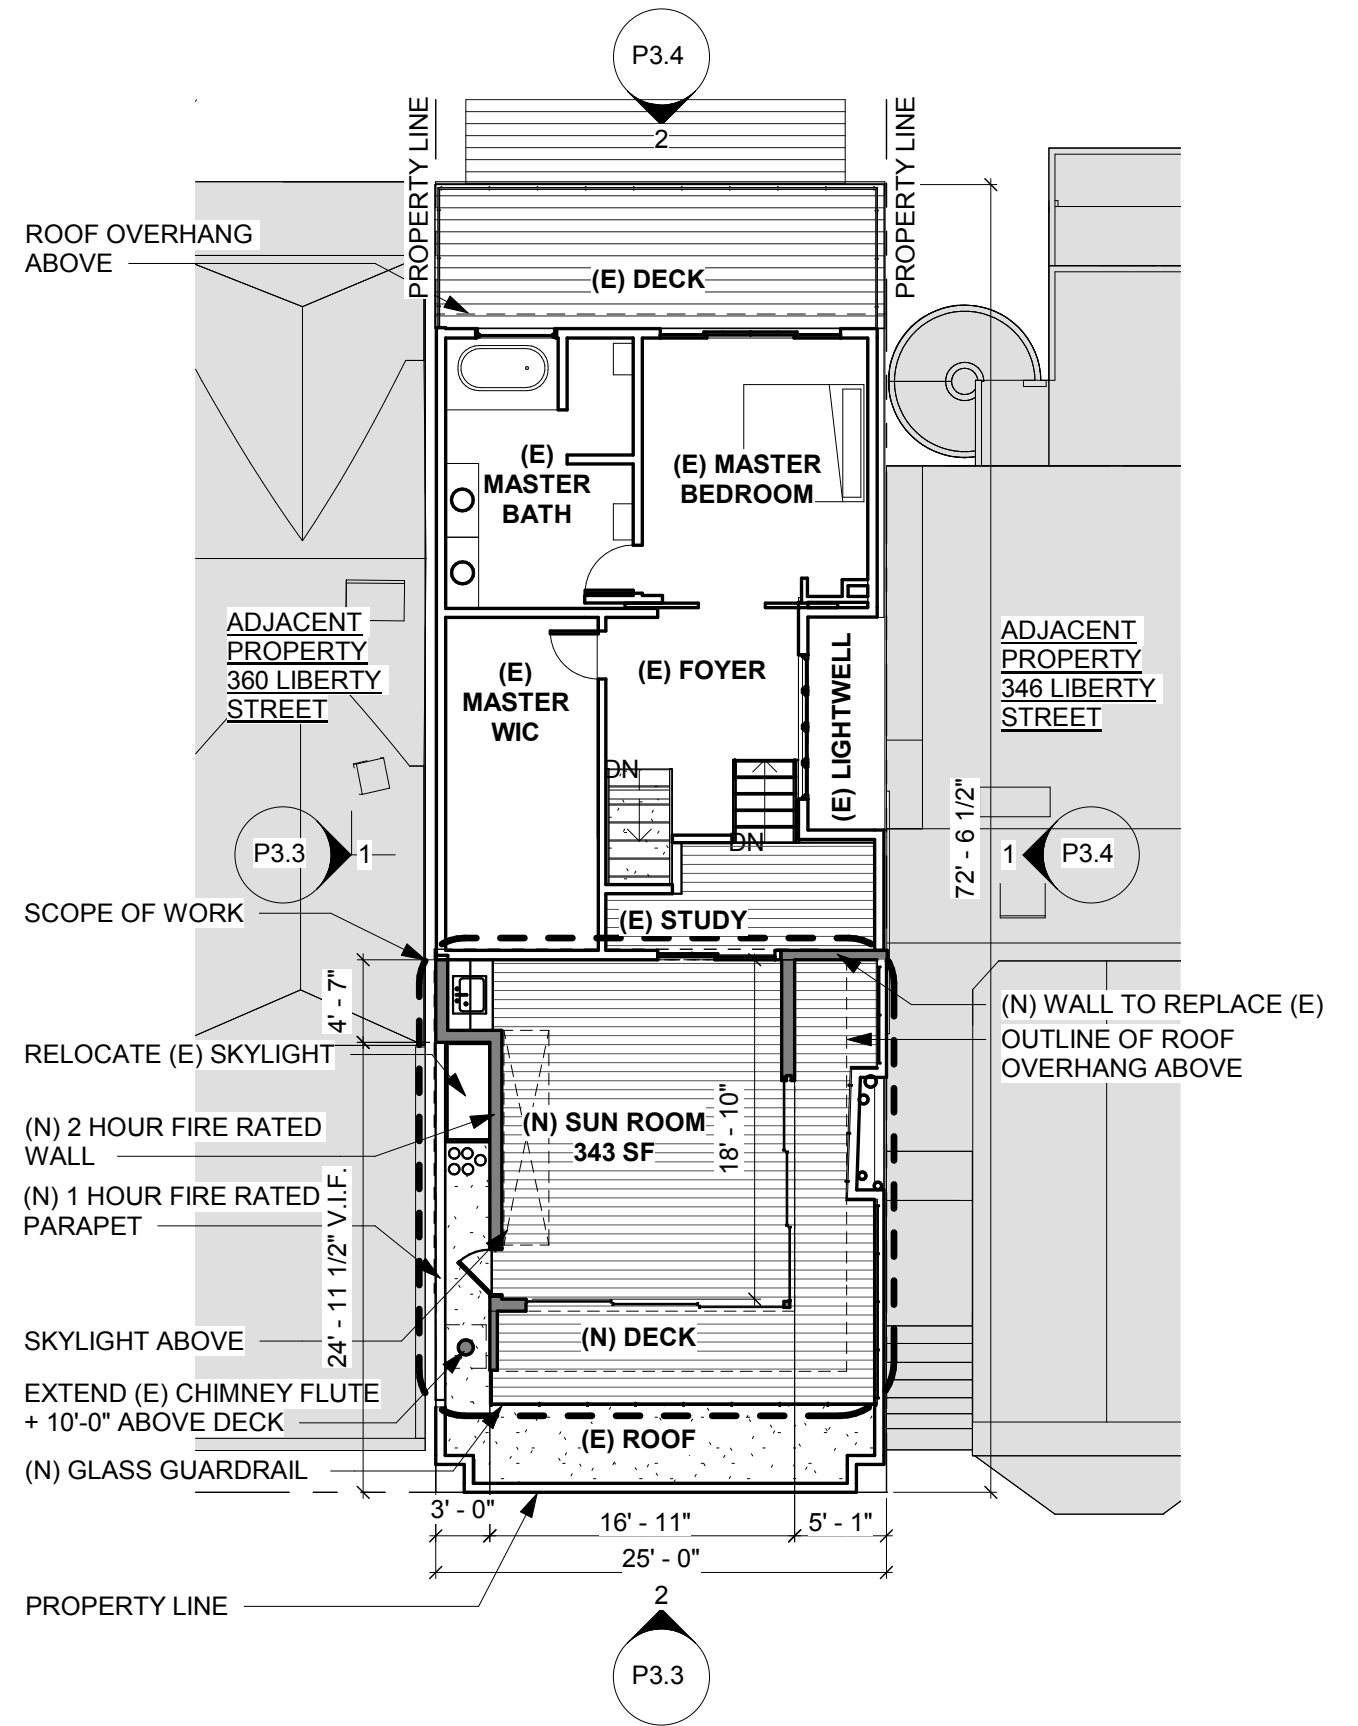 P3.4
2
PROPERTY LINE
PROPERTY LINE
ROOF OVERHANG
ABOVE
(E) DECK
(E)
MASTER
BATH
(E) MASTER
BEDROOM
ADJACENT
PROPERTY
360 LIBERTY
STREET
(E)
MASTER
WIC
(E) FOYER
(E) LIGHTWELL
ADJACENT
PROPERTY
346 LIBERTY
STREET
DN
DN
72' - 6 1/2"
P3.3
1
1
P3.4
SCOPE OF WORK
(E) STUDY
4' - 7"
(N) WALL TO REPLACE (E)
OUTLINE OF ROOF
OVERHANG ABOVE
RELOCATE (E) SKYLIGHT
(N) 2 HOUR FIRE RATED
WALL
(N) SUN ROOM
343 SF
18' - 10"
(N) 1 HOUR FIRE RATED
PARAPET
24' - 11 1/2" V.I.F.
SKYLIGHT ABOVE
(N) DECK
EXTEND (E) CHIMNEY FLUTE
+ 10'-0" ABOVE DECK
(E) ROOF
(N) GLASS GUARDRAIL
3' - 0"
16' - 11"
5' - 1"
25' - 0"
PROPERTY LINE
2
P3.3